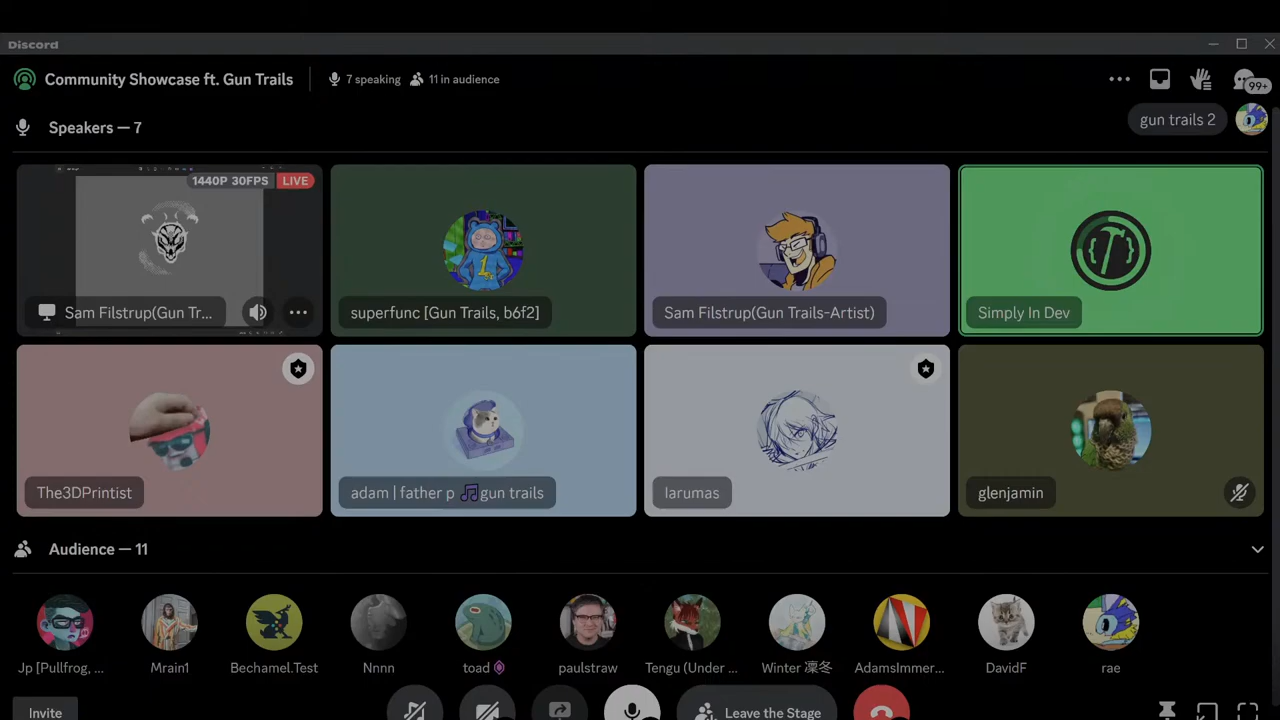 Discord
Community Showcase ft. Gun Trails
7 speaking
11 in audience
99+
Speakers — 7
gun trails 2
1440P 30FPS
LIVE
Sam Filstrup(Gun Tr...
superfunc [Gun Trails, b6f2]
Sam Filstrup(Gun Trails-Artist)
Simply In Dev
The3DPrintist
adam | father p 🎵gun trails
larumas
glenjamin
Audience — 11
Jp [Pullfrog, ...
Mrain1
Bechamel.Test
Nnnn
toad
paulstraw
Tengu (Under ...
Winter 凜冬
AdamsImmer...
DavidF
rae
Invite
Leave the Stage